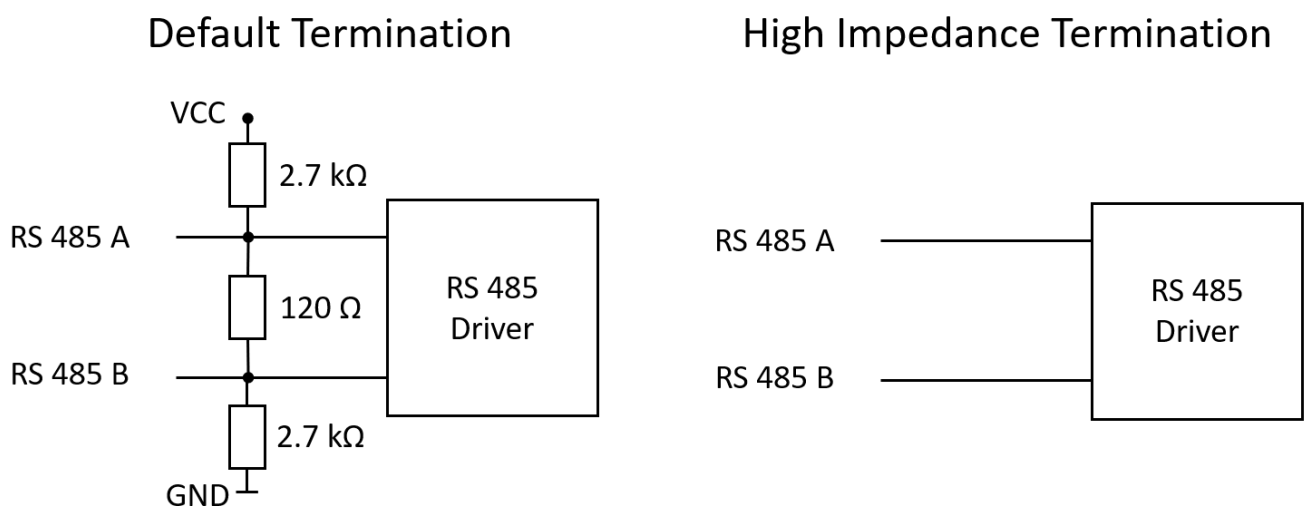 Default Termination
High Impedance Termination
VCC
2.7 kΩ
RS 485 A
120 Ω
RS 485
Driver
RS 485 B
2.7 kΩ
GND
RS 485 A
RS 485
Driver
RS 485 B